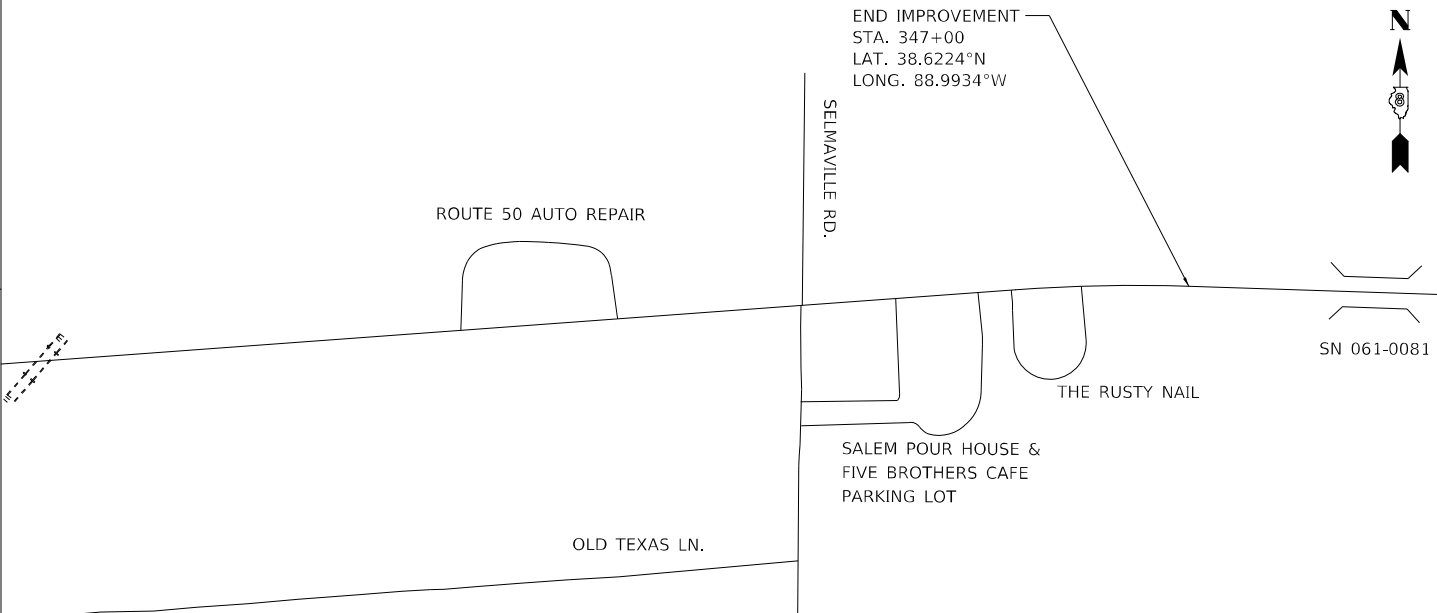 END IMPROVEMENT
STA. 347+00
LAT. 38.6224°N
LONG. 88.9934°W
N
8
SELMAVILLE RD.
ROUTE 50 AUTO REPAIR
SN 061-0081
THE RUSTY NAIL
SALEM POUR HOUSE &
FIVE BROTHERS CAFE
PARKING LOT
OLD TEXAS LN.